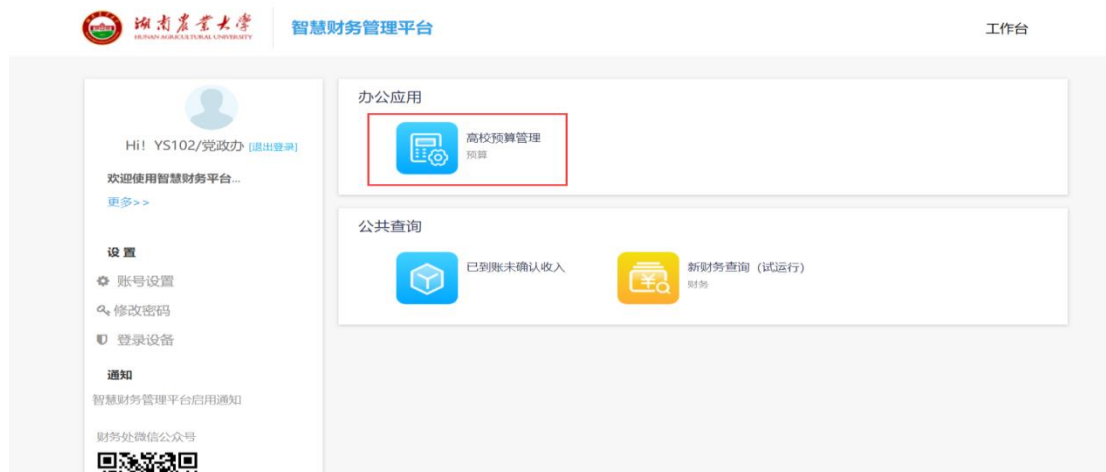 湖南农业大学
HUNAN AGRICULTURAL UNIVERSITY
智慧财务管理平台
工作台
Hi! YS102/党政办 [退出登录]
欢迎使用智慧财务平台...
更多>>
设置
账号设置
修改密码
登录设备
通知
智慧财务管理平台启用通知
财务处微信公众号
办公应用
高校预算管理
预算
公共查询
已到账未确认收入
新财务查询（试运行）
财务